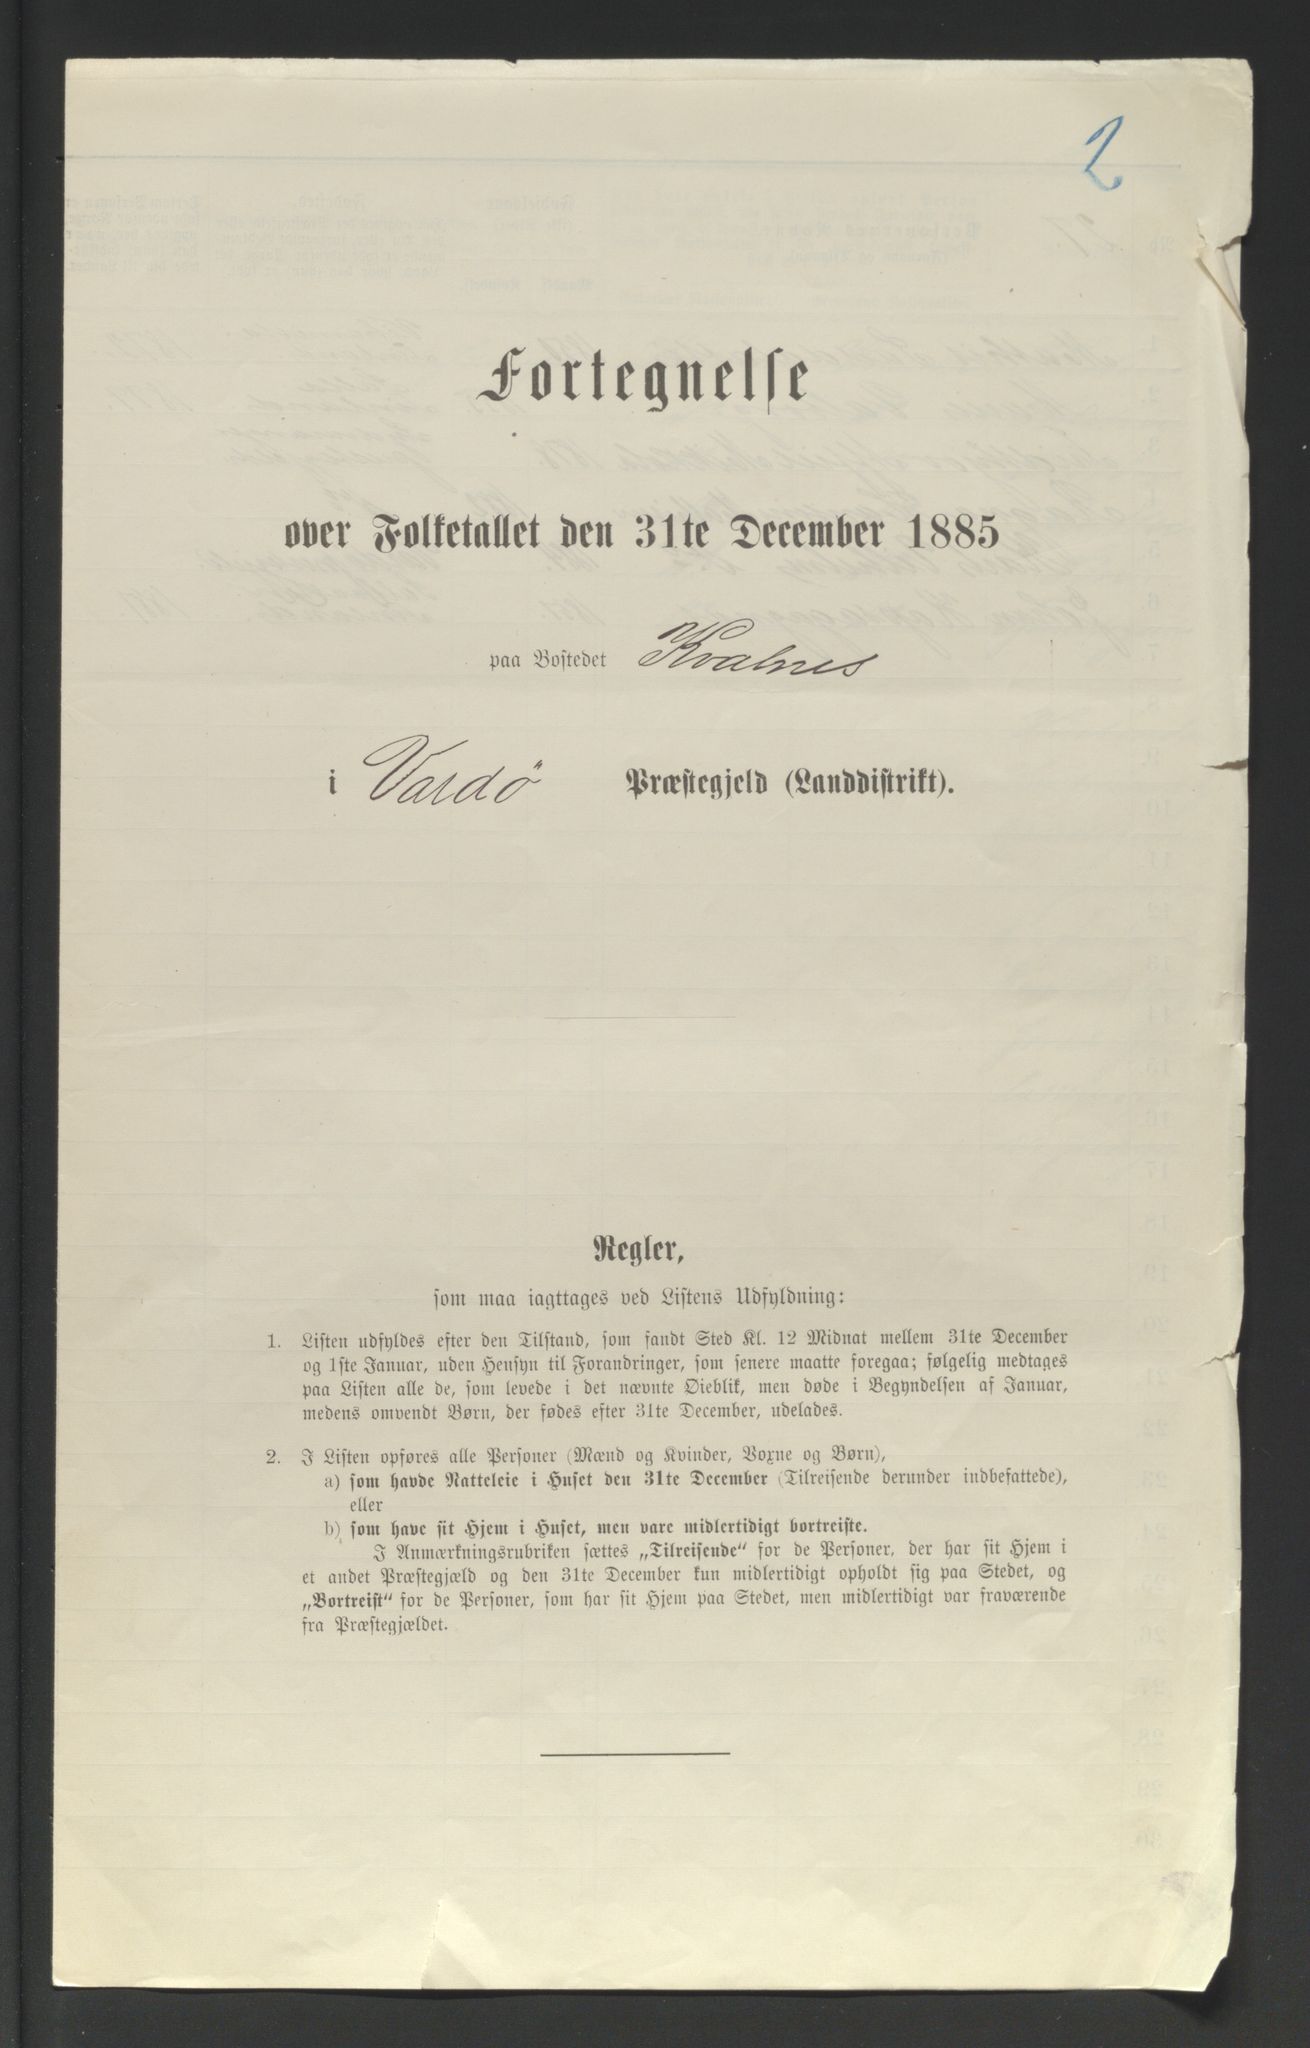 2
Fortegnelse
over Folketallet den 31te December 1885
paa Bostedet Kvalnes
i Vardö Præstegjeld (Landdistrikt).
Regler,
som maa iagttages ved Listens Udfyldning:
1. Listen udfyldes efter den Tilstand, som fandt Sted Kl. 12 Midnat mellem 31te December
og 1ste Januar, uden Hensyn til Forandringer, som senere maatte foregaa; følgelig medtages
paa Listen alle de, som levede i det nævnte Øieblik, men døde i Begyndelsen af Januar,
medens omvendt Børn, der fødes efter 31te December, udelades.
2. I Listen opføres alle Personer (Mænd og Kvinder, Voxne og Børn),
a) som havde Natteleie i Huset den 31te December (Tilreisende derunder indbefattede),
eller
b) som have sit Hjem i Huset, men vare midlertidigt bortreiste.
I Anmærkningsrubriken sættes „Tilreisende“ for de Personer, der har sit Hjem i
et andet Præstegjæld og den 31te December kun midlertidigt opholdt sig paa Stedet, og
„Bortreist“ for de Personer, som har sit Hjem paa Stedet, men midlertidigt var fraværende
fra Præstegjældet.